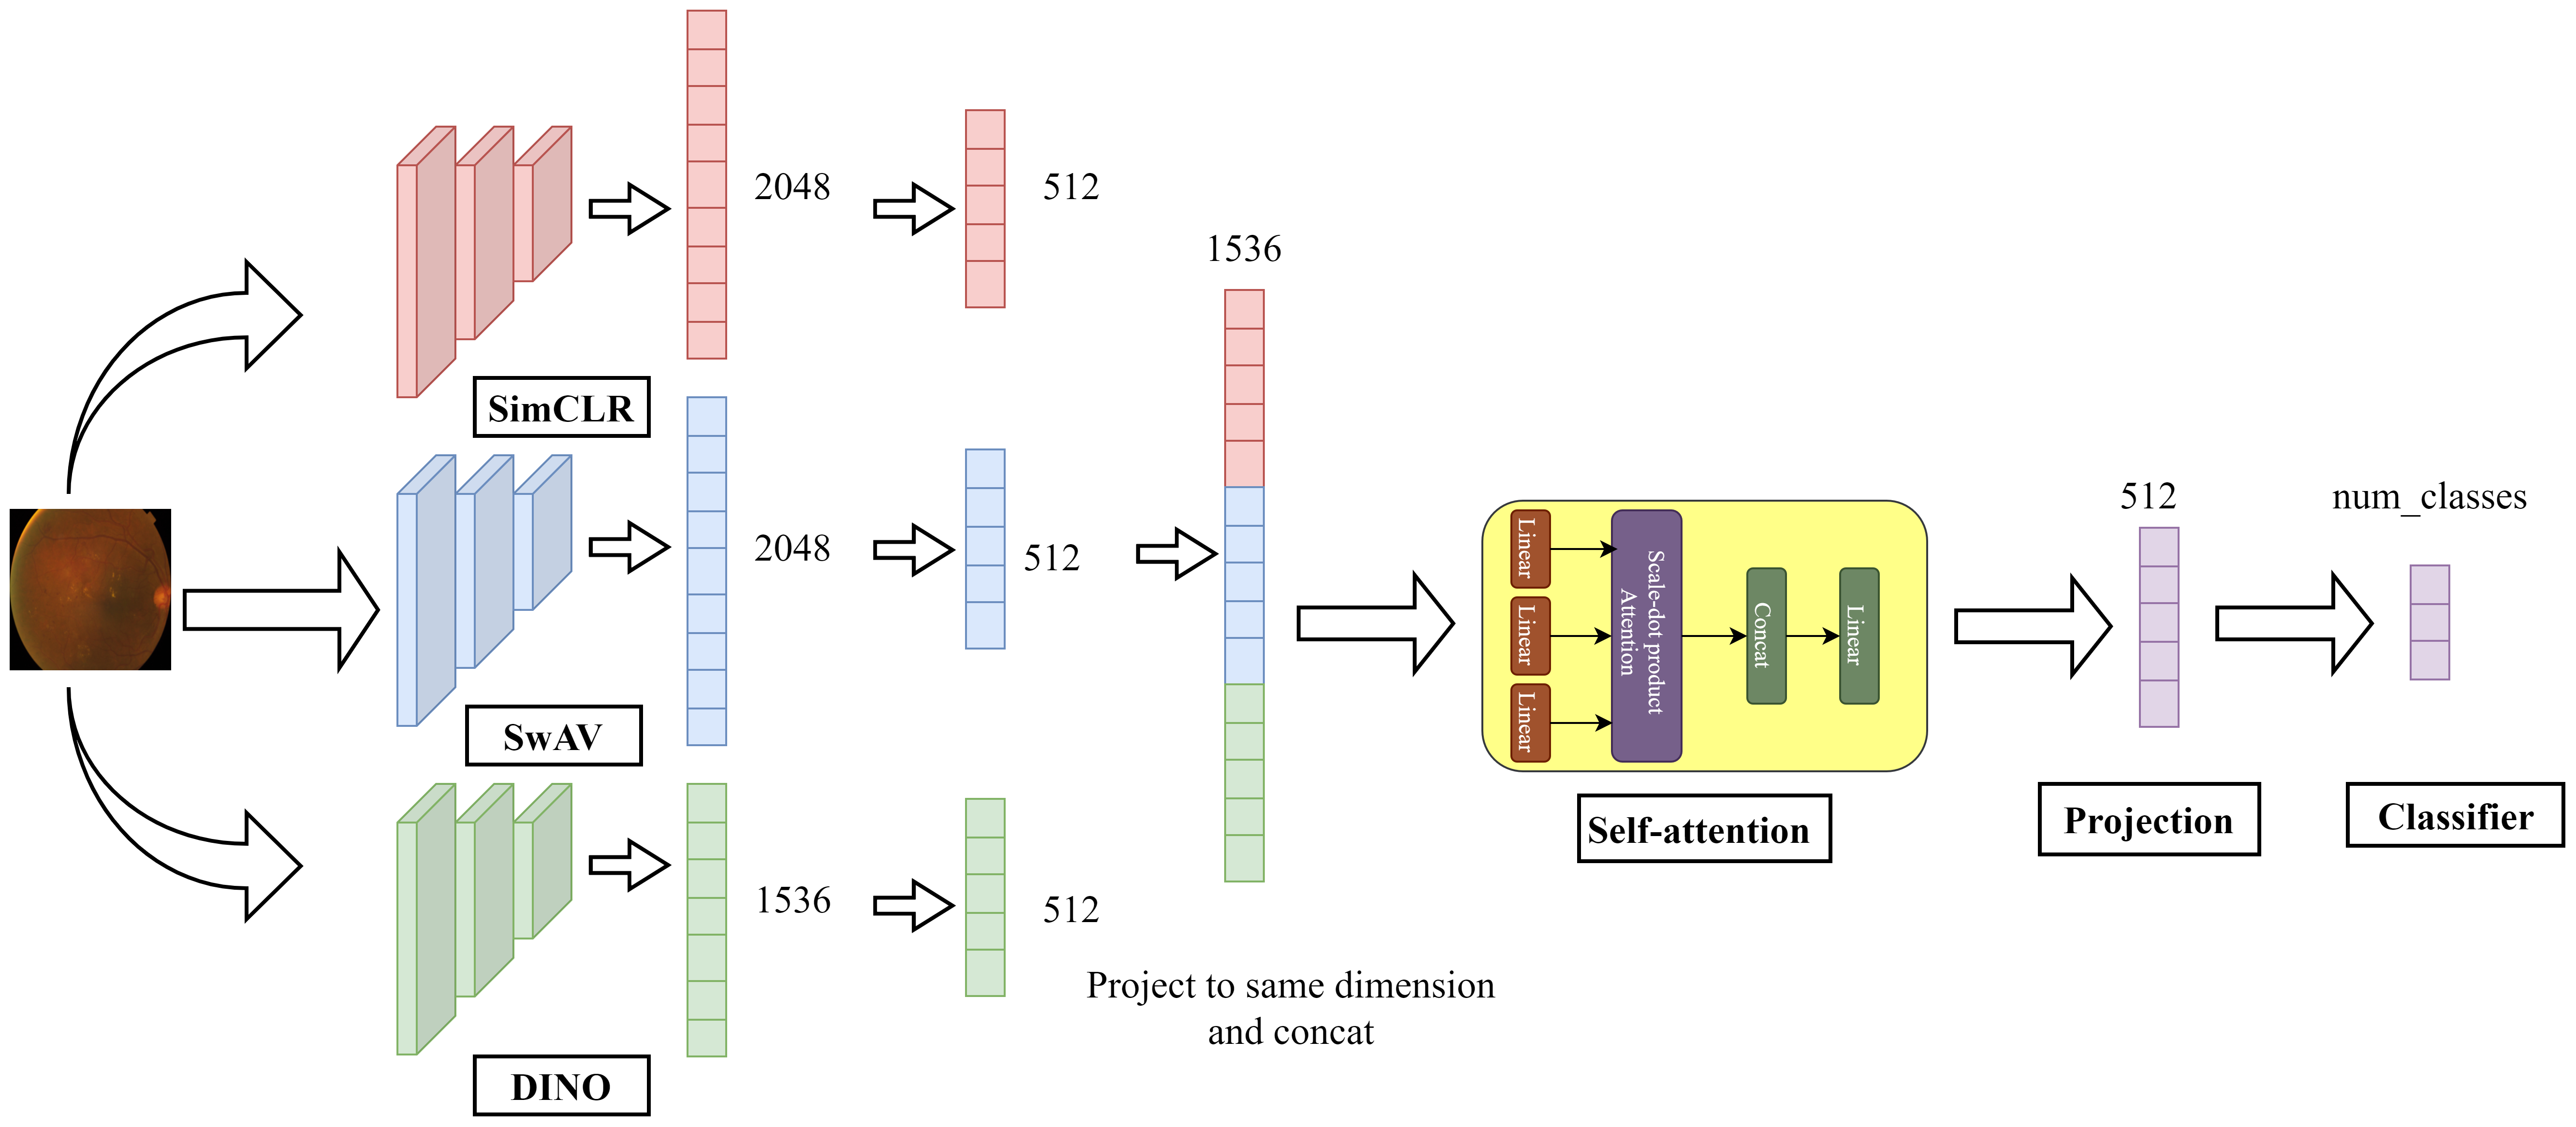 2048
512
SimCLR
1536
2048
512
SwAV
1536
512
DINO
Project to same dimension
and concat
Linear
Linear
Linear
Scale-dot product
Attention
Concat
Linear
Self-attention
512
Projection
num_classes
Classifier